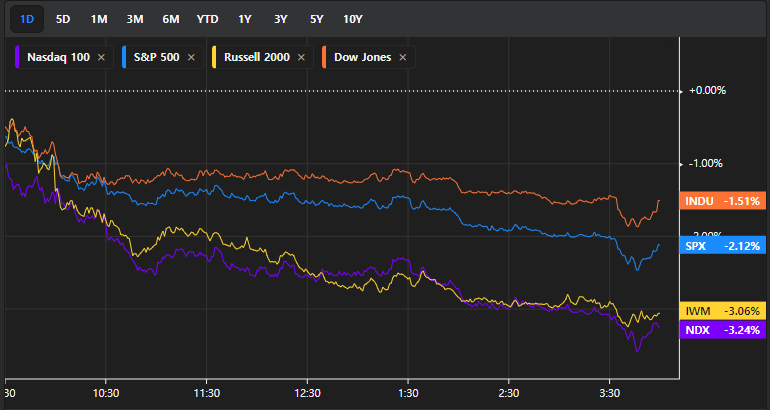 1D 5D 1M 3M 6M YTD 1Y 3Y 5Y 10Y
Nasdaq 100 × S&P 500 × Russell 2000 × Dow Jones ×
+0.00%
-1.00%
INDU -1.51%
2.00%
SPX -2.12%
IWM -3.06%
NDX -3.24%
:30 10:30 11:30 12:30 1:30 2:30 3:30